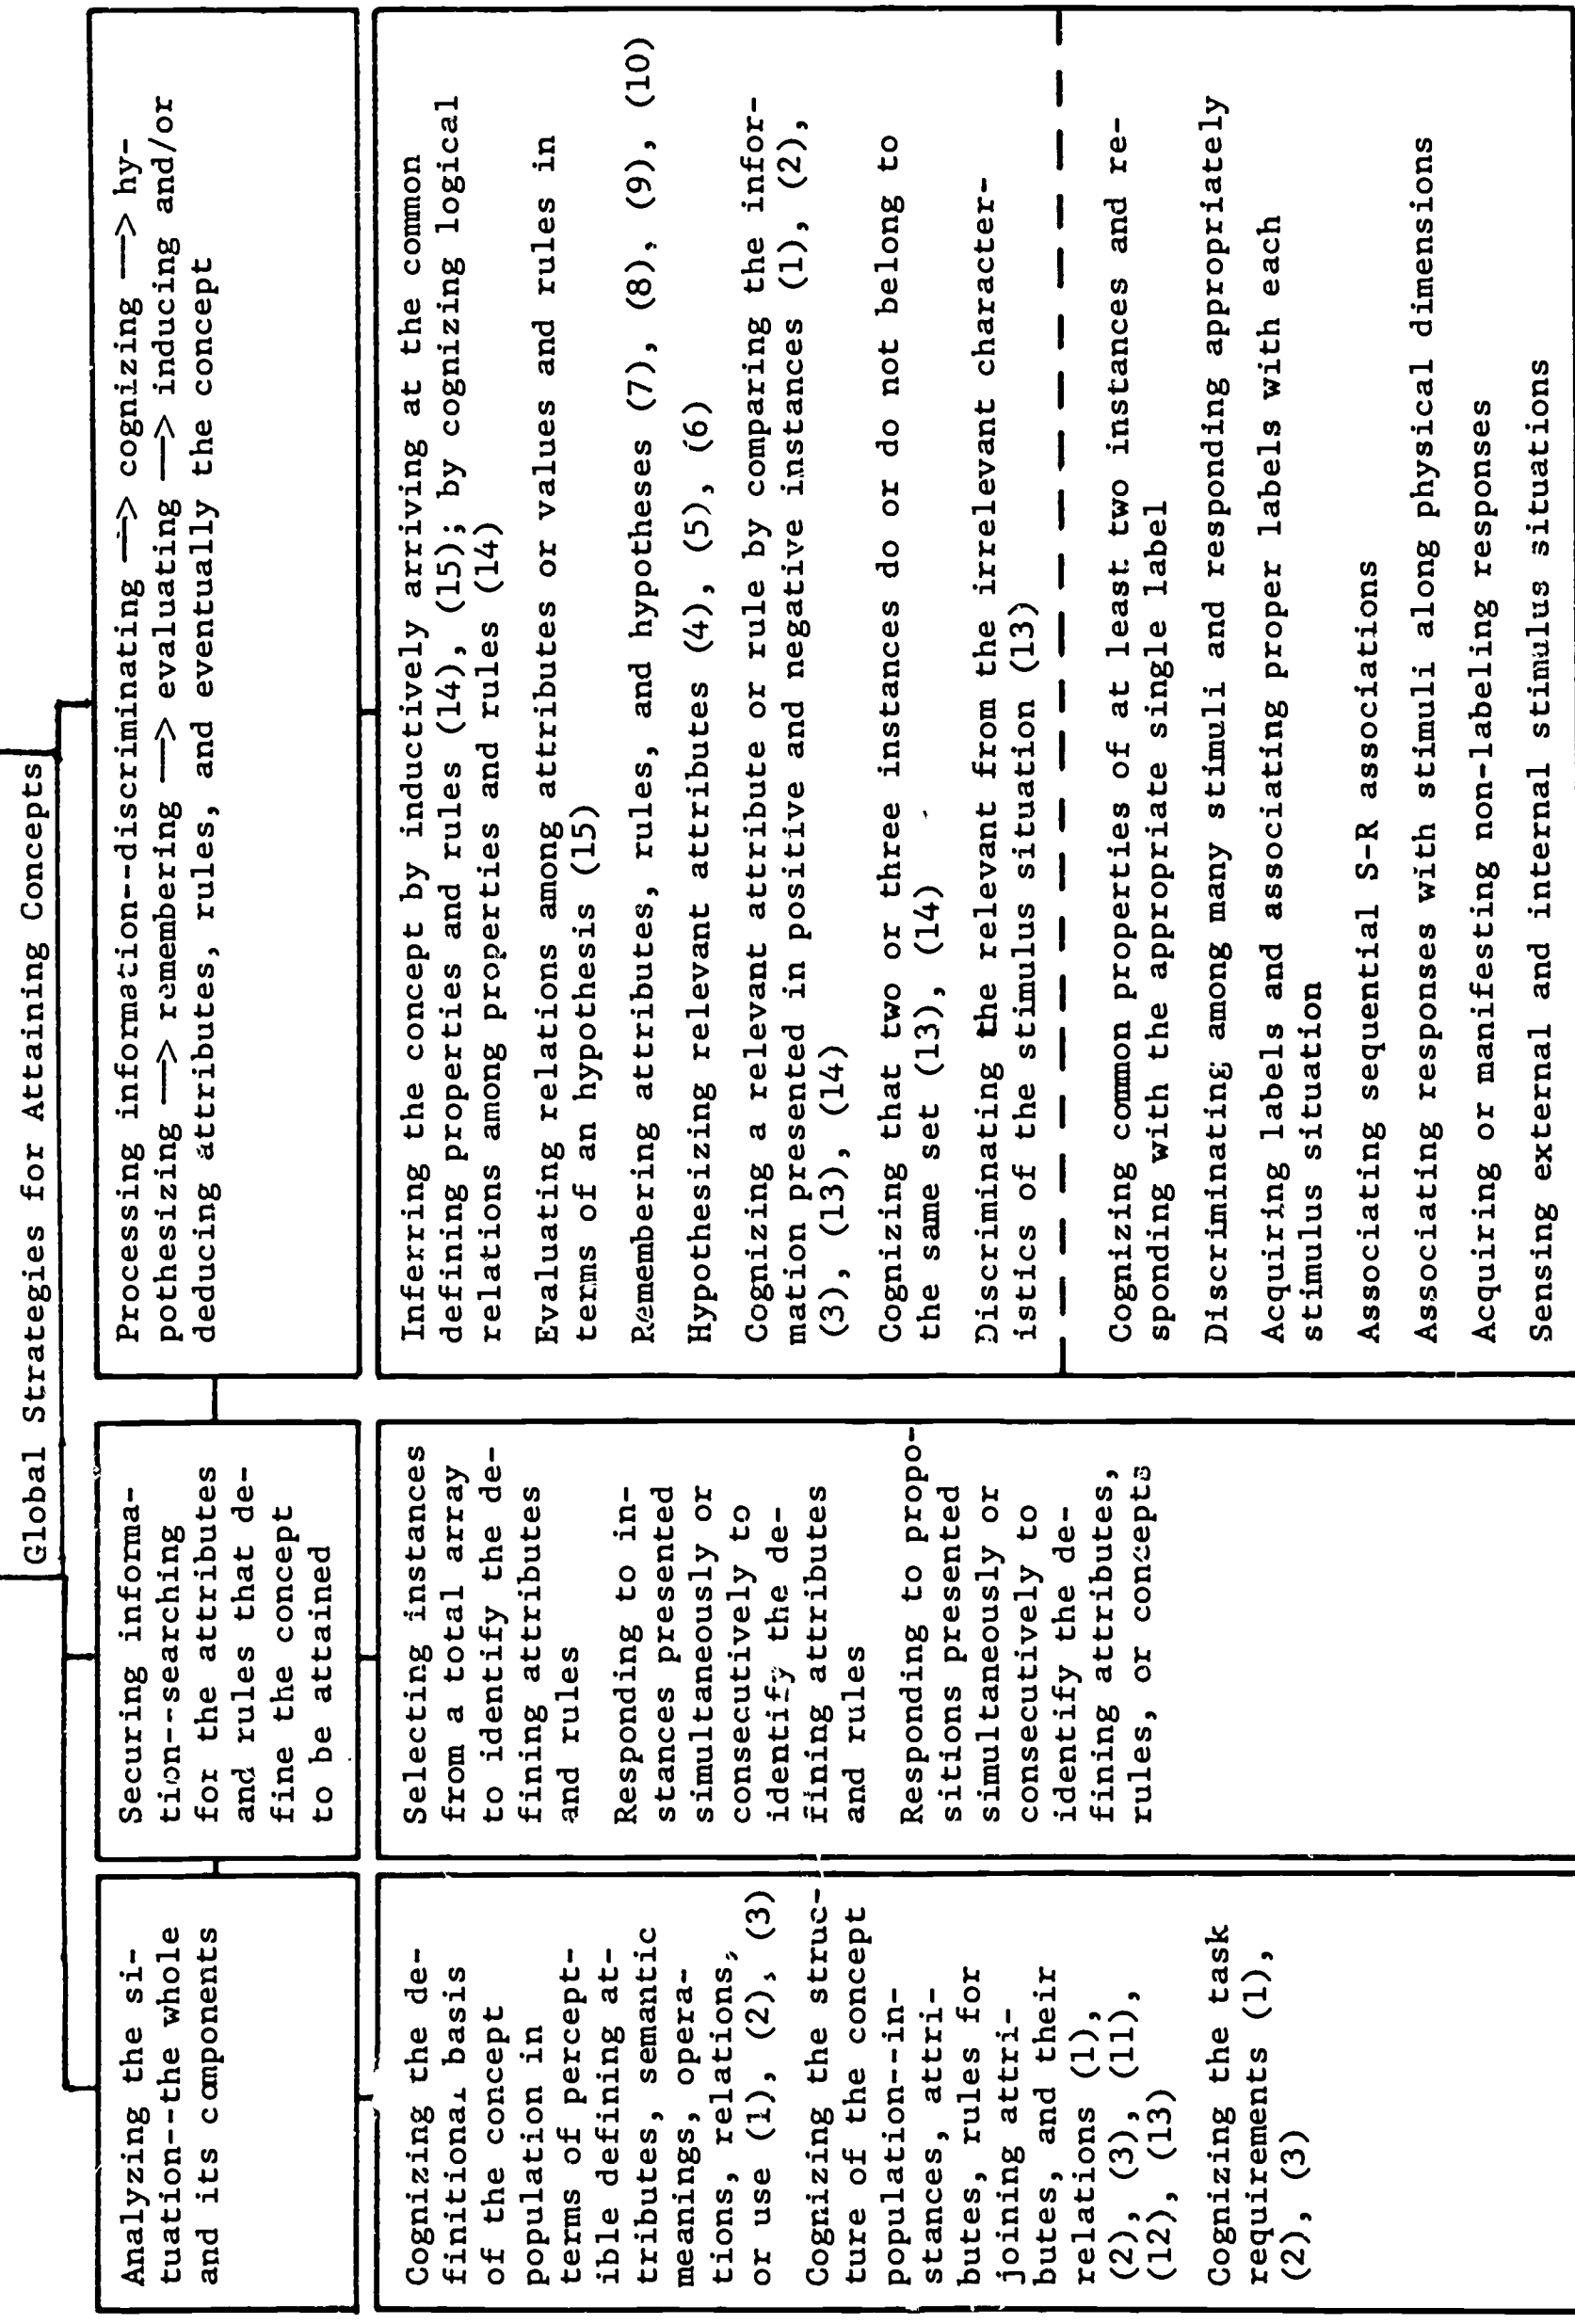 Global Strategies for Attaining Concepts
Analyzing the si-
tuation--the whole
and its components
Securing informa-
tion--searching
for the attributes
and rules that de-
fine the concept
to be attained
Processing information--discriminating —> cognizing —> hy-
pothesizing —> remembering —> evaluating —> inducing and/or
deducing attributes, rules, and eventually the concept
Cognizing the de-
finitional basis
of the concept
population in
terms of percept-
ible defining at-
tributes, semantic
meanings, opera-
tions, relations,
or use (1), (2), (3)
Cognizing the struc-
ture of the concept
population--in-
stances, attri-
butes, rules for
joining attri-
butes, and their
relations (1),
(2), (3), (11),
(12), (13)
Cognizing the task
requirements (1),
(2), (3)
Selecting instances
from a total array
to identify the de-
fining attributes
and rules
Responding to in-
stances presented
simultaneously or
consecutively to
identify the de-
fining attributes
and rules
Responding to propo-
sitions presented
simultaneously or
consecutively to
identify the de-
fining attributes,
rules, or concepts
Inferring the concept by inductively arriving at the common
defining properties and rules (14), (15); by cognizing logical
relations among properties and rules (14)
Evaluating relations among attributes or values and rules in
terms of an hypothesis (15)
Remembering attributes, rules, and hypotheses (7), (8), (9), (10)
Hypothesizing relevant attributes (4), (5), (6)
Cognizing a relevant attribute or rule by comparing the infor-
mation presented in positive and negative instances (1), (2),
(3), (13), (14)
Cognizing that two or three instances do or do not belong to
the same set (13), (14)
Discriminating the relevant from the irrelevant character-
istics of the stimulus situation (13)
Cognizing common properties of at least two instances and re-
sponding with the appropriate single label
Discriminating among many stimuli and responding appropriately
Acquiring labels and associating proper labels with each
stimulus situation
Associating sequential S-R associations
Associating responses with stimuli along physical dimensions
Acquiring or manifesting non-labeling responses
Sensing external and internal stimulus situations